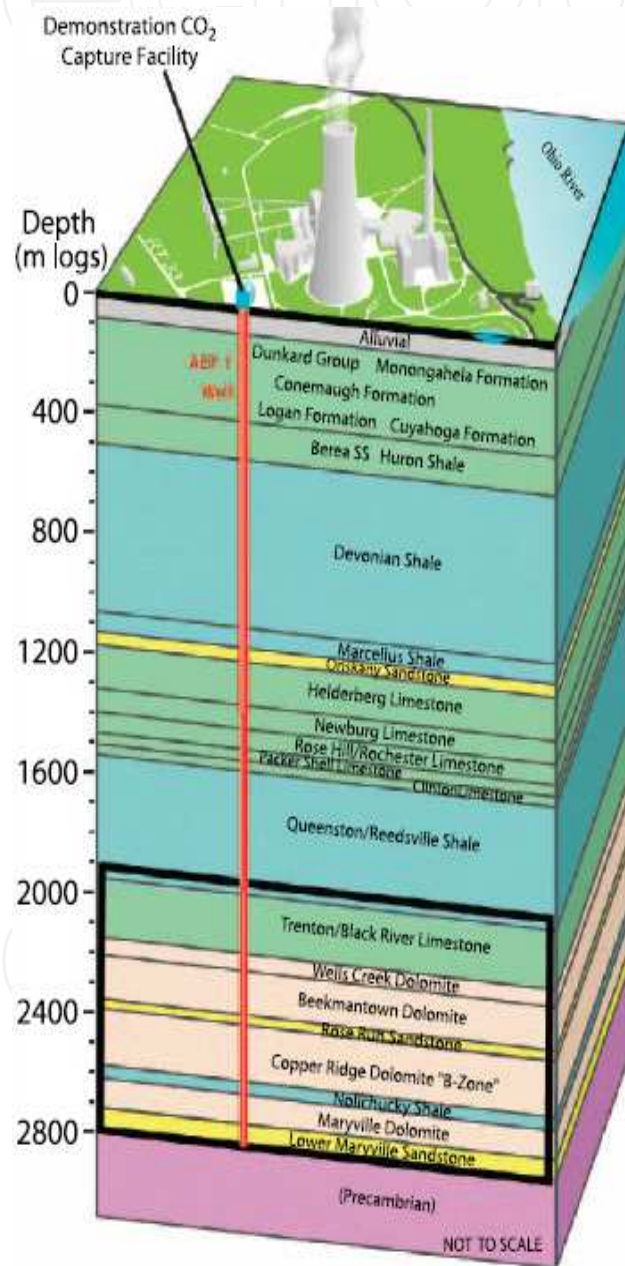 Demonstration CO2
Capture Facility
Ohio River
Depth
(m logs)
0
Alluvial
AEP 1
Well
Dunkard Group Monongahela Formation
Conemaugh Formation
400
Logan Formation Cuyahoga Formation
Berea SS Huron Shale
800
Devonian Shale
1200
Marcellus Shale
Oriskany Sandstone
Helderberg Limestone
Newburg Limestone
Rose Hill/Rochester Limestone
Packer Shell Limestone
Clinton Limestone
1600
Queenston/Reedsville Shale
2000
Trenton/Black River Limestone
Wells Creek Dolomite
Beekmantown Dolomite
2400
Rose Run Sandstone
Copper Ridge Dolomite "B-Zone"
Nolichucky Shale
Maryville Dolomite
2800
Lower Maryville Sandstone
(Precambrian)
NOT TO SCALE